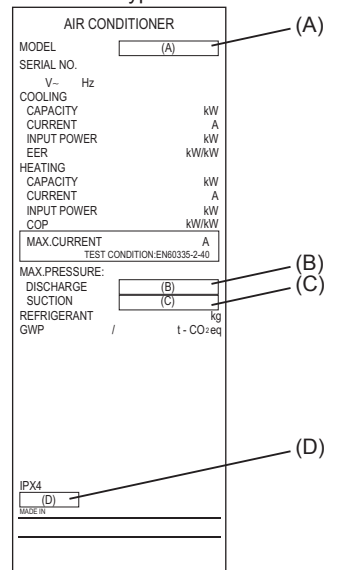 AIR CONDITIONER
MODEL (A) (A)
SERIAL NO.
V~ Hz
COOLING
CAPACITY kW
CURRENT A
INPUT POWER kW
EER kW/kW
HEATING
CAPACITY kW
CURRENT A
INPUT POWER kW
COP kW/kW
MAX.CURRENT A
TEST CONDITION:EN60335-2-40
MAX.PRESSURE:
DISCHARGE (B) (B)
SUCTION (C) (C)
REFRIGERANT kg
GWP / t - CO2eq
IPX4
(D) (D)
MADE IN